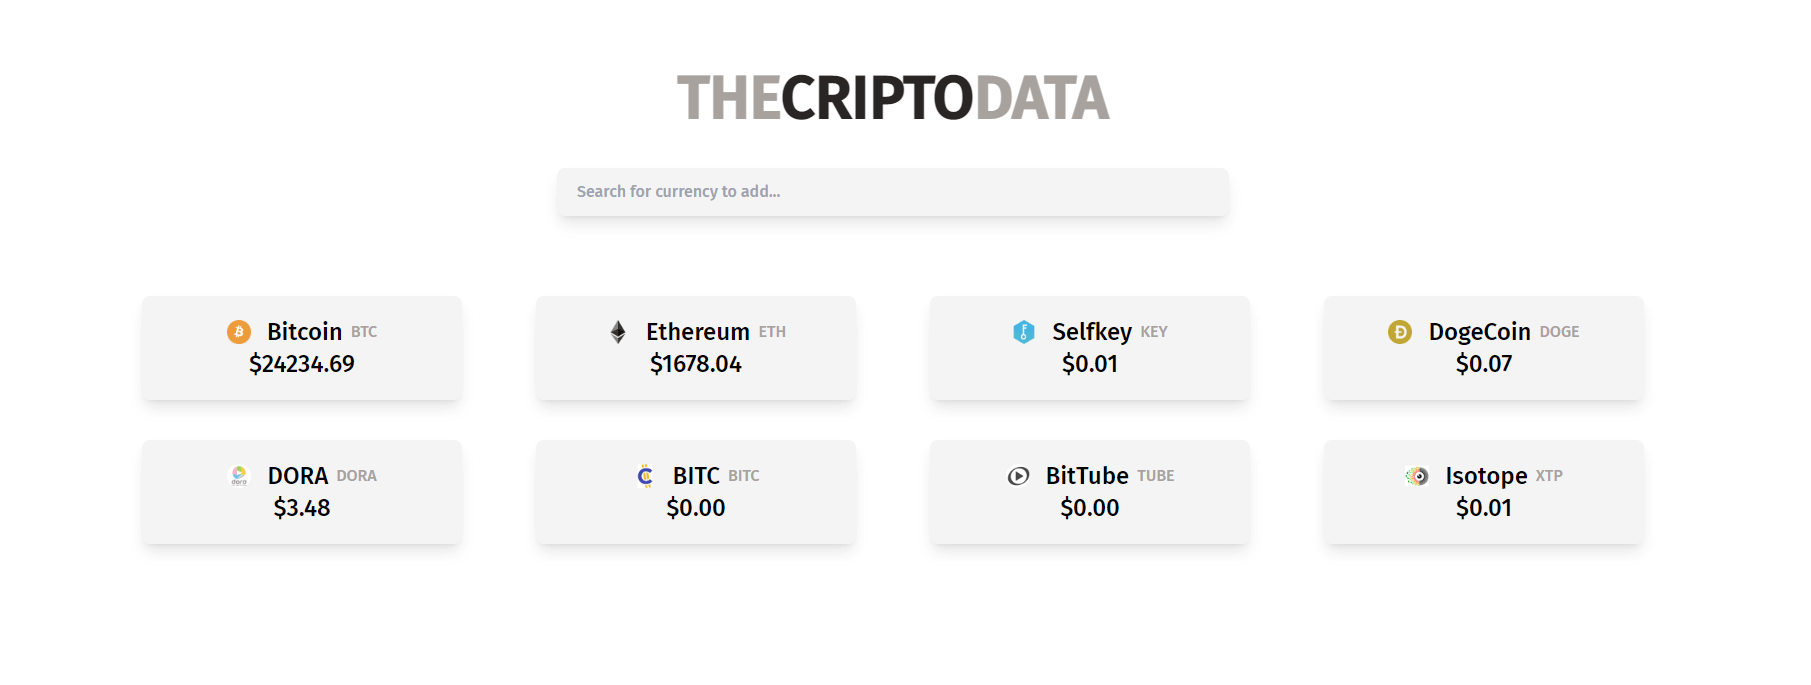 THECRIPTODATA
Search for currency to add...
Bitcoin BTC
$24234.69
Ethereum ETH
$1678.04
Selfkey KEY
$0.01
DogeCoin DOGE
$0.07
dora DORA DORA
$3.48
BITC BITC
$0.00
BitTube TUBE
$0.00
Isotope XTP
$0.01